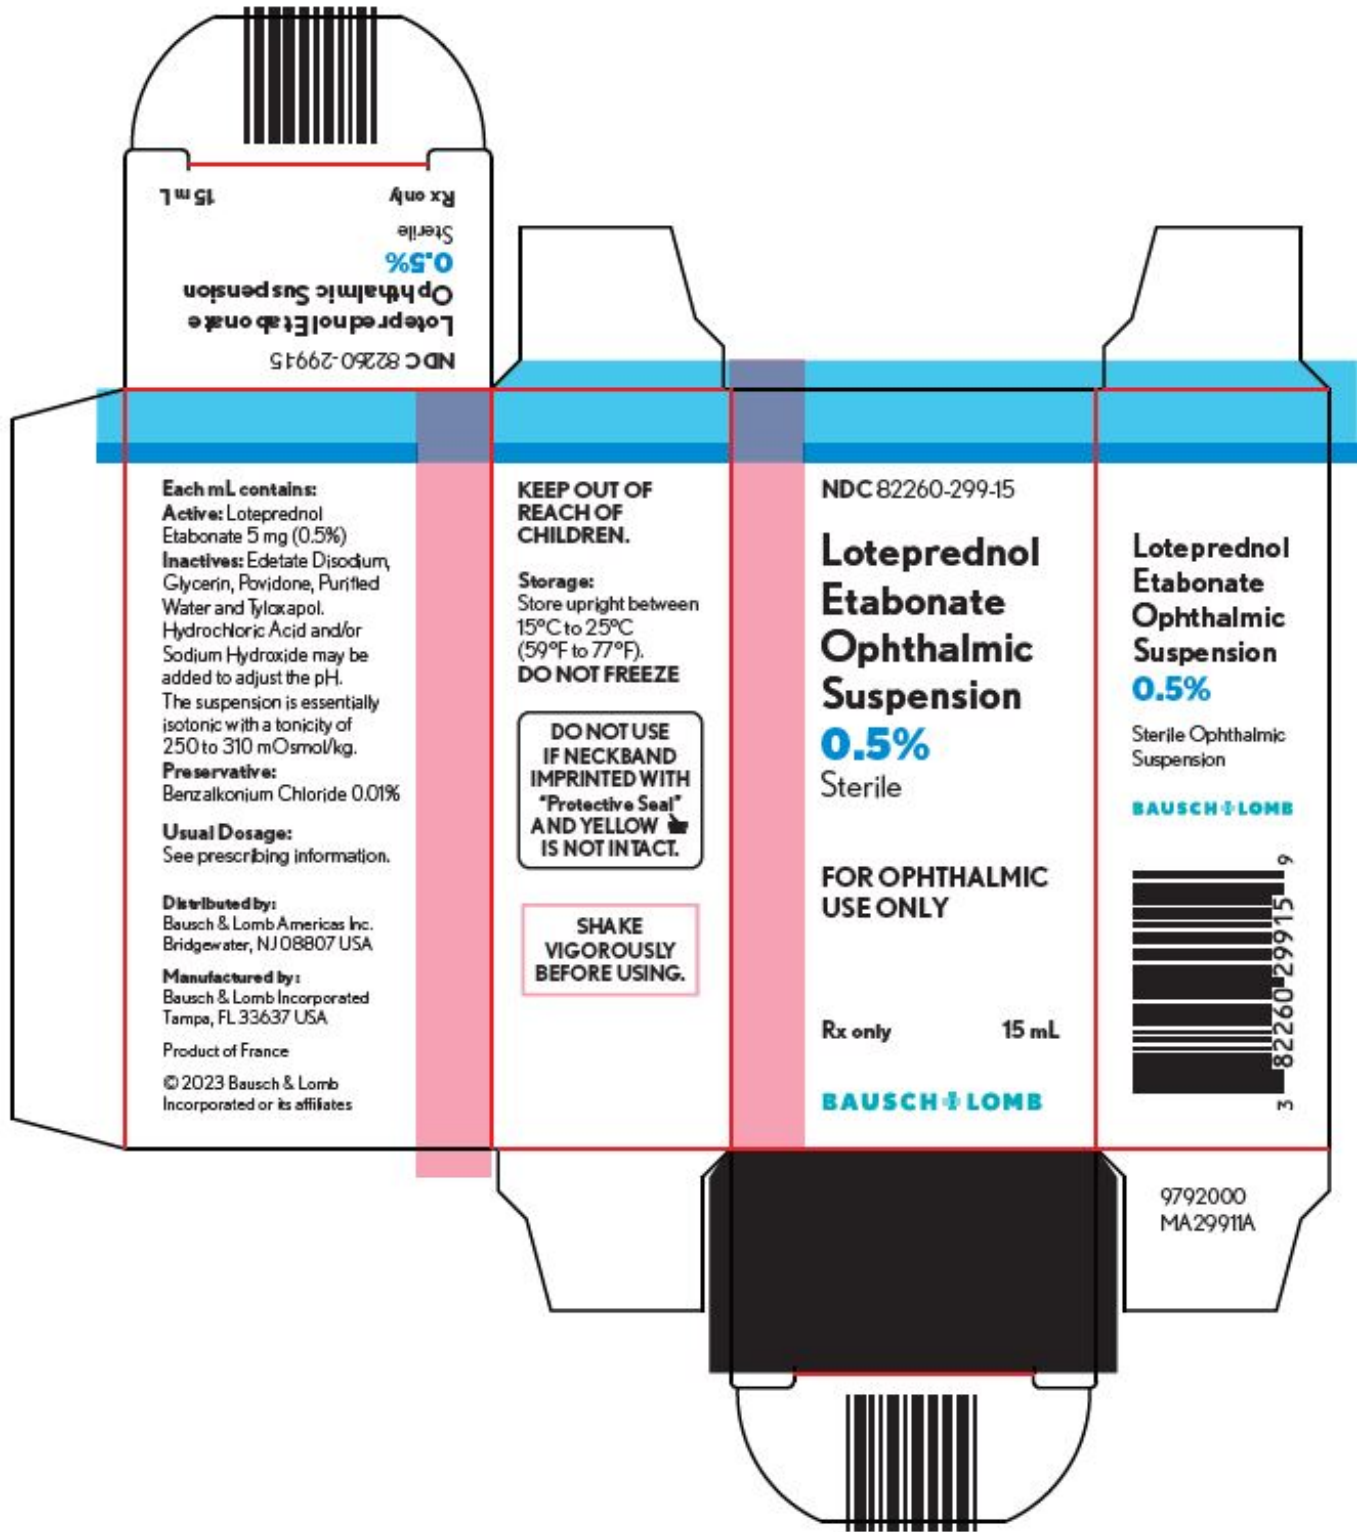 15 mL Rx only
Sterile
0.5%
Loteprednol Etabonate
Ophthalmic Suspension
NDC 82260-29915
Each mL contains:
Active: Loteprednol
Etabonate 5 mg (0.5%)
Inactives: Edetate Disodium,
Glycerin, Povidone, Purified
Water and Tyloxapol.
Hydrochloric Acid and/or
Sodium Hydroxide may be
added to adjust the pH.
The suspension is essentially
isotonic with a tonicity of
250 to 310 mOsmol/kg.
Preservative:
Benzalkonium Chloride 0.01%
Usual Dosage:
See prescribing information.
Distributed by:
Bausch & Lomb Americas Inc.
Bridgewater, NJ 08807 USA
Manufactured by:
Bausch & Lomb Incorporated
Tampa, FL 33637 USA
Product of France
© 2023 Bausch & Lomb
Incorporated or its affiliates
KEEP OUT OF
REACH OF
CHILDREN.
Storage:
Store upright between
15°C to 25°C
(59°F to 77°F).
DO NOT FREEZE
DO NOT USE
IF NECKBAND
IMPRINTED WITH
"Protective Seal"
AND YELLOW
IS NOT INTACT.
SHAKE
VIGOROUSLY
BEFORE USING.
NDC 82260-299-15
Loteprednol
Etabonate
Ophthalmic
Suspension
0.5%
Sterile
FOR OPHTHALMIC
USE ONLY
Rx only 15 mL
BAUSCH + LOMB
Loteprednol
Etabonate
Ophthalmic
Suspension
0.5%
Sterile Ophthalmic
Suspension
BAUSCH + LOMB
3 82260 29915 9
9792000
MA29911A